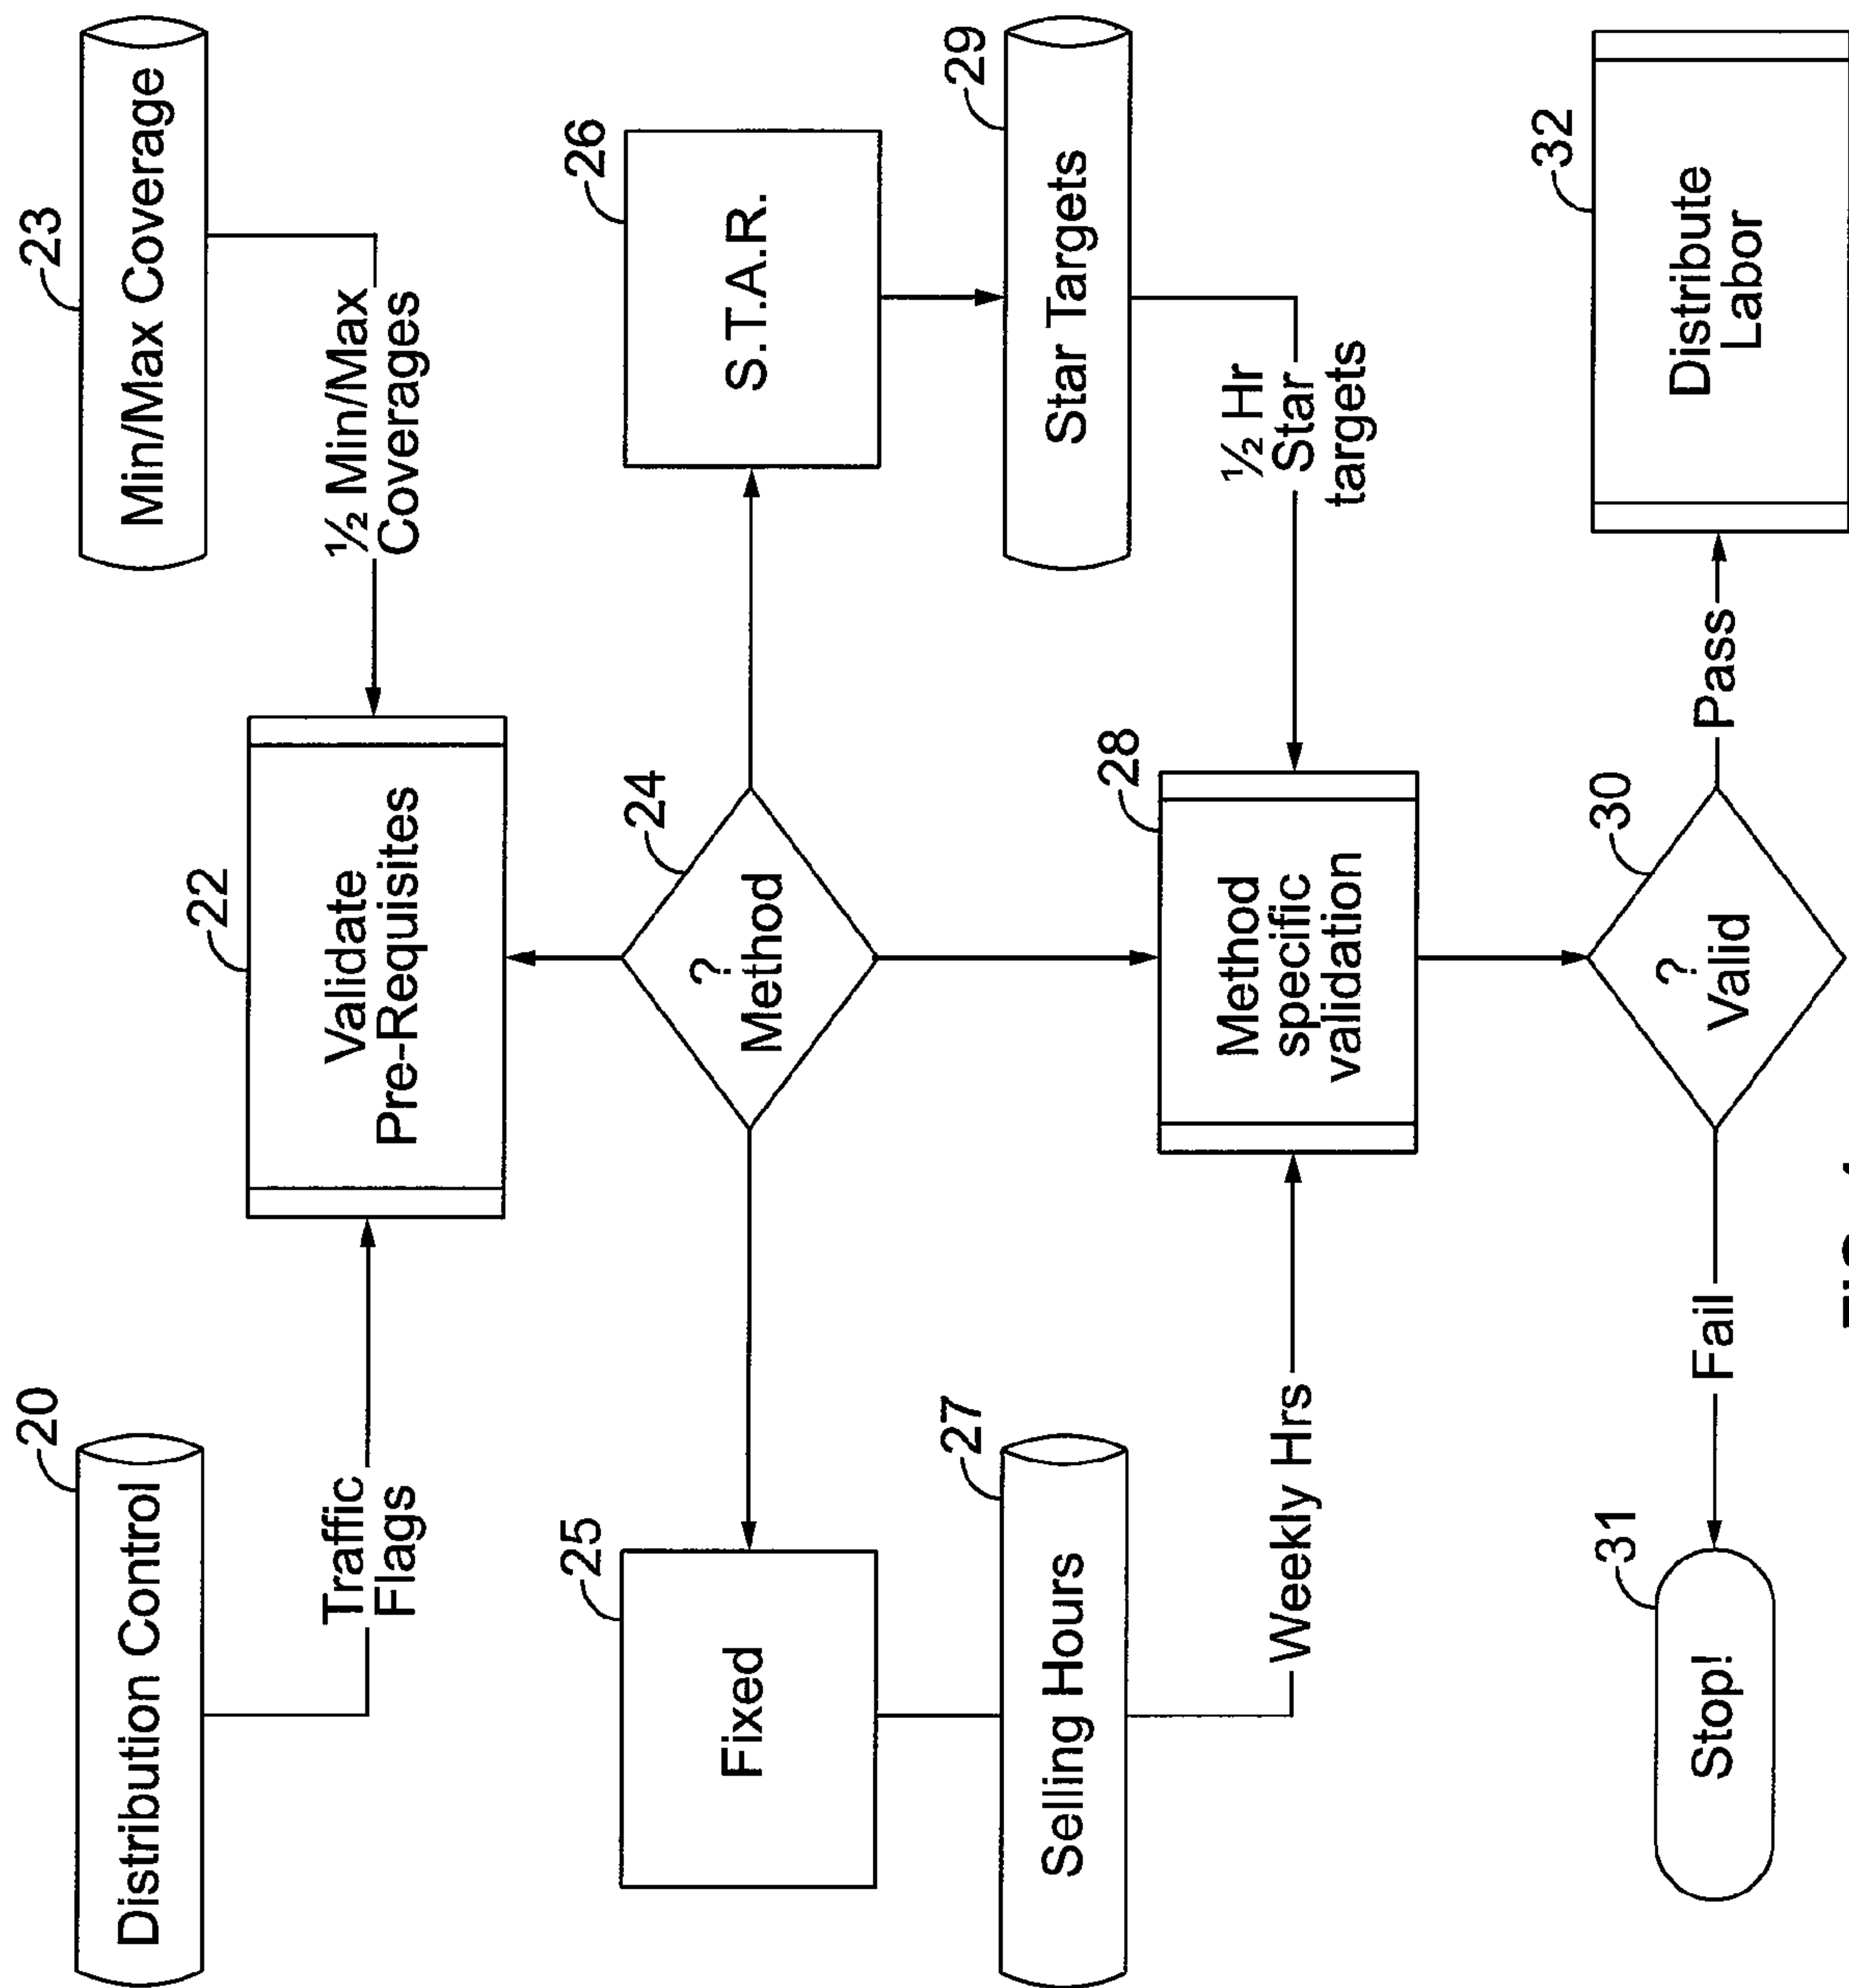 20
23
Distribution Control
Min/Max Coverage
22
Traffic
Flags
Validate
Pre-Requisites
½ Min/Max
Coverages
25
24
26
Fixed
?
Method
S.T.A.R.
27
29
Selling Hours
Star Targets
28
Weekly Hrs
Method
specific
validation
½ Hr
Star
targets
31
30
32
Stop!
Fail
?
Valid
Pass
Distribute
Labor